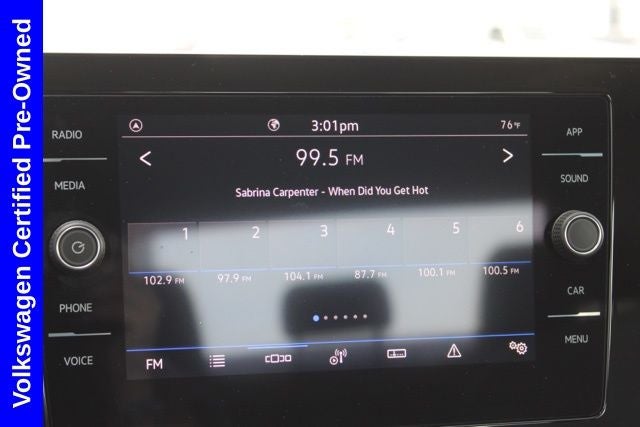 Volkswagen Certified Pre-Owned
RADIO
MEDIA
PHONE
VOICE
3:01pm
76°F
99.5 FM
Sabrina Carpenter - When Did You Get Hot
1 2 3 4 5 6
102.9 FM 97.9 FM 104.1 FM 87.7 FM 100.1 FM 100.5 FM
FM
APP
SOUND
CAR
MENU